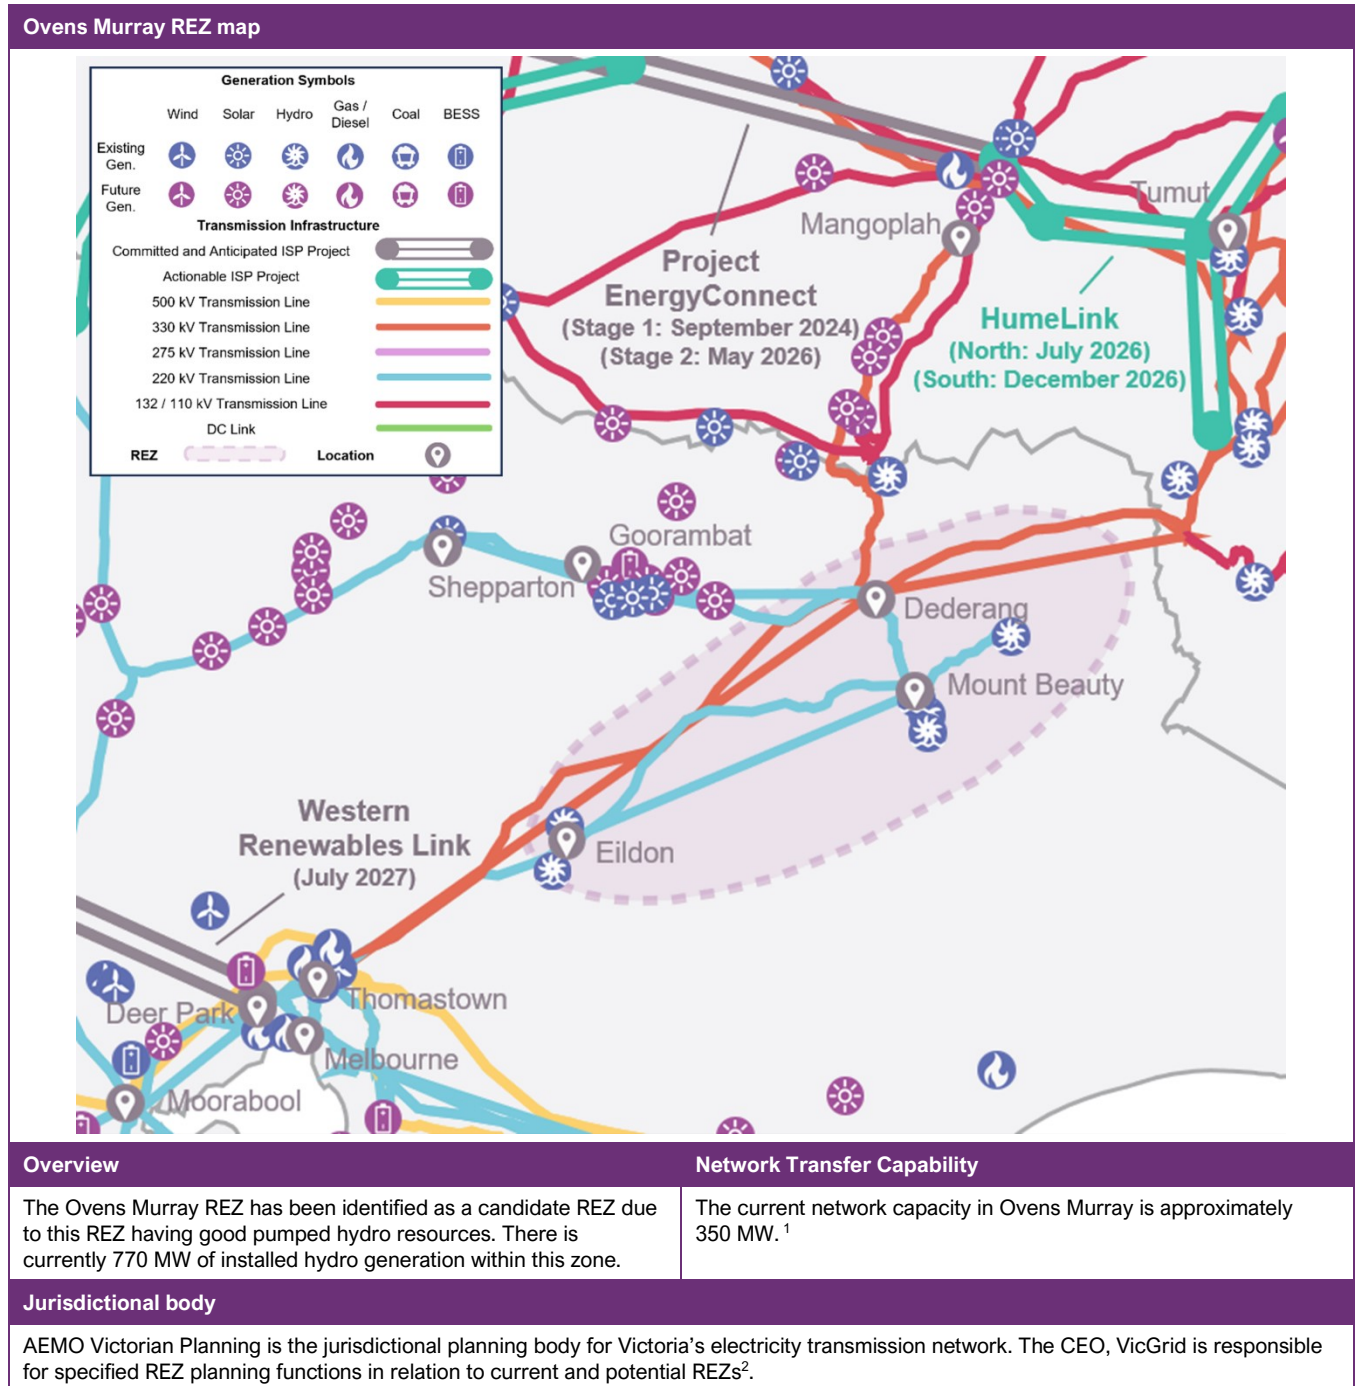 Ovens Murray REZ map
Generation Symbols
Wind Solar Hydro Gas / Diesel Coal BESS
Existing Gen.
Future Gen.
Transmission Infrastructure
Committed and Anticipated ISP Project
Actionable ISP Project
500 kV Transmission Line
330 kV Transmission Line
275 kV Transmission Line
220 kV Transmission Line
132 / 110 kV Transmission Line
DC Link
REZ Location
Tumut
Mangoplah
Project
EnergyConnect
(Stage 1: September 2024)
(Stage 2: May 2026)
HumeLink
(North: July 2026)
(South: December 2026)
Goorambat
Shepparton
Dederang
Mount Beauty
Western
Renewables Link
(July 2027)
Eildon
Thomastown
Deer Park
Melbourne
Moorabool
Overview
The Ovens Murray REZ has been identified as a candidate REZ due
to this REZ having good pumped hydro resources. There is
currently 770 MW of installed hydro generation within this zone.
Network Transfer Capability
The current network capacity in Ovens Murray is approximately
350 MW. 1
Jurisdictional body
AEMO Victorian Planning is the jurisdictional planning body for Victoria’s electricity transmission network. The CEO, VicGrid is responsible
for specified REZ planning functions in relation to current and potential REZs2.